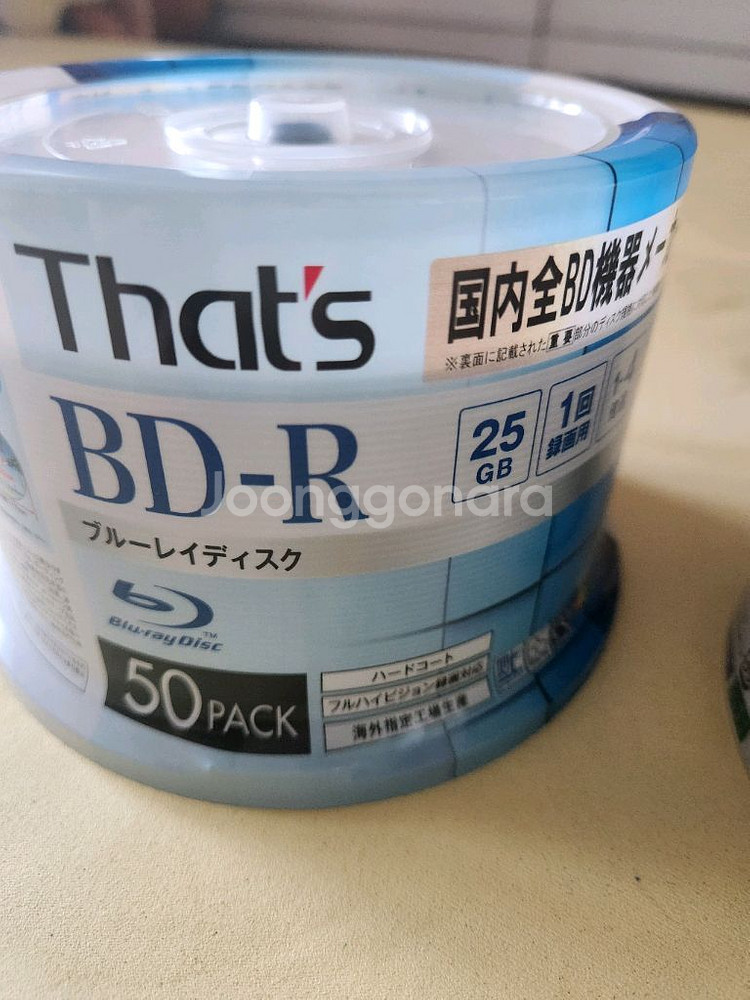 That's
国内全BD機器メー
※裏面に記載された重要部分のディスク
BD-R
25
GB
1回
録画用
Joonggonara
ブルーレイディスク
Blu-ray Disc™
50 PACK
ハードコート
フルハイビジョン録画対応
海外指定工場生産